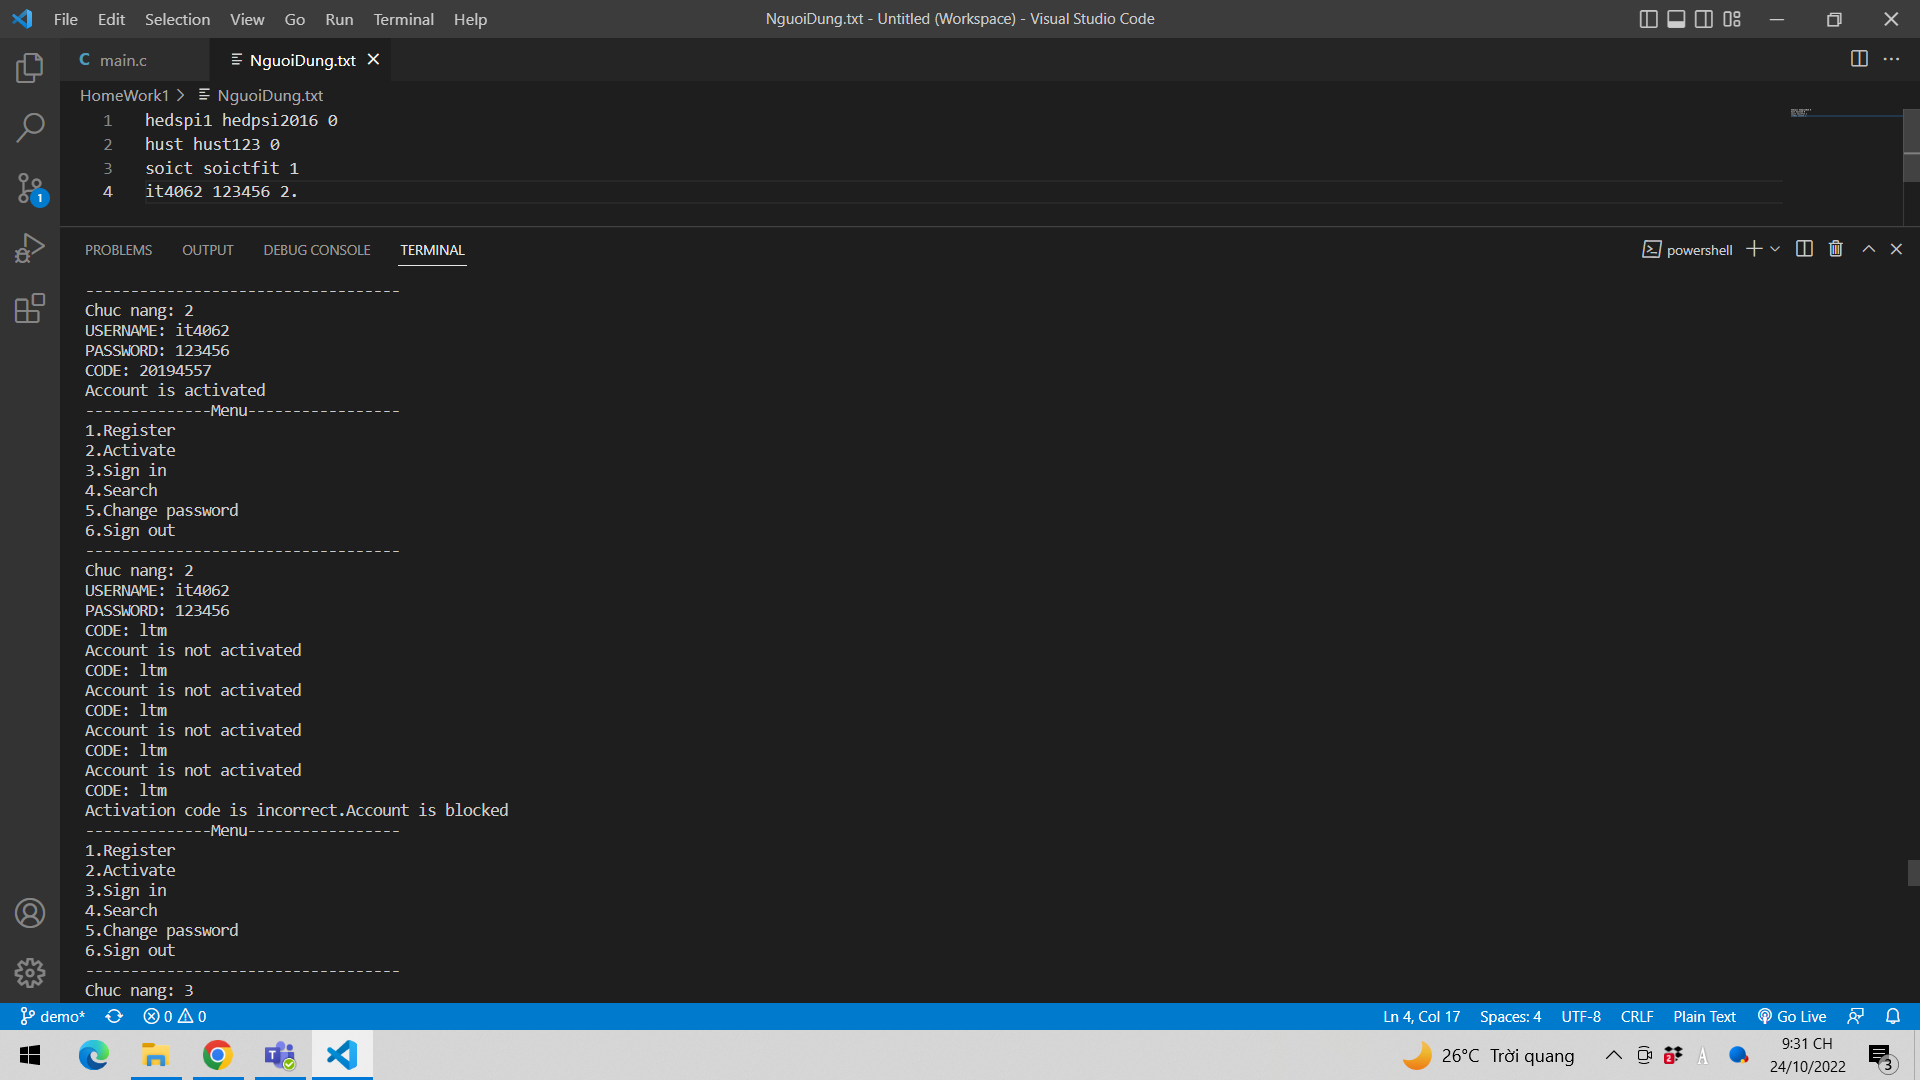 File Edit Selection View Go Run Terminal Help
NguoiDung.txt - Untitled (Workspace) - Visual Studio Code
C main.c
NguoiDung.txt
HomeWork1 > NguoiDung.txt
1 hedspi1 hedpsi2016 0
2 hust hust123 0
3 soict soictfit 1
4 it4062 123456 2.
1
PROBLEMS OUTPUT DEBUG CONSOLE TERMINAL
powershell
-----------------------------------
Chuc nang: 2
USERNAME: it4062
PASSWORD: 123456
CODE: 20194557
Account is activated
--------------Menu-----------------
1.Register
2.Activate
3.Sign in
4.Search
5.Change password
6.Sign out
-----------------------------------
Chuc nang: 2
USERNAME: it4062
PASSWORD: 123456
CODE: ltm
Account is not activated
CODE: ltm
Account is not activated
CODE: ltm
Account is not activated
CODE: ltm
Account is not activated
CODE: ltm
Activation code is incorrect.Account is blocked
--------------Menu-----------------
1.Register
2.Activate
3.Sign in
4.Search
5.Change password
6.Sign out
-----------------------------------
Chuc nang: 3
demo* 0 0
Ln 4, Col 17 Spaces: 4 UTF-8 CRLF Plain Text Go Live
26°C Trời quang
2
A
9:31 CH
24/10/2022
3